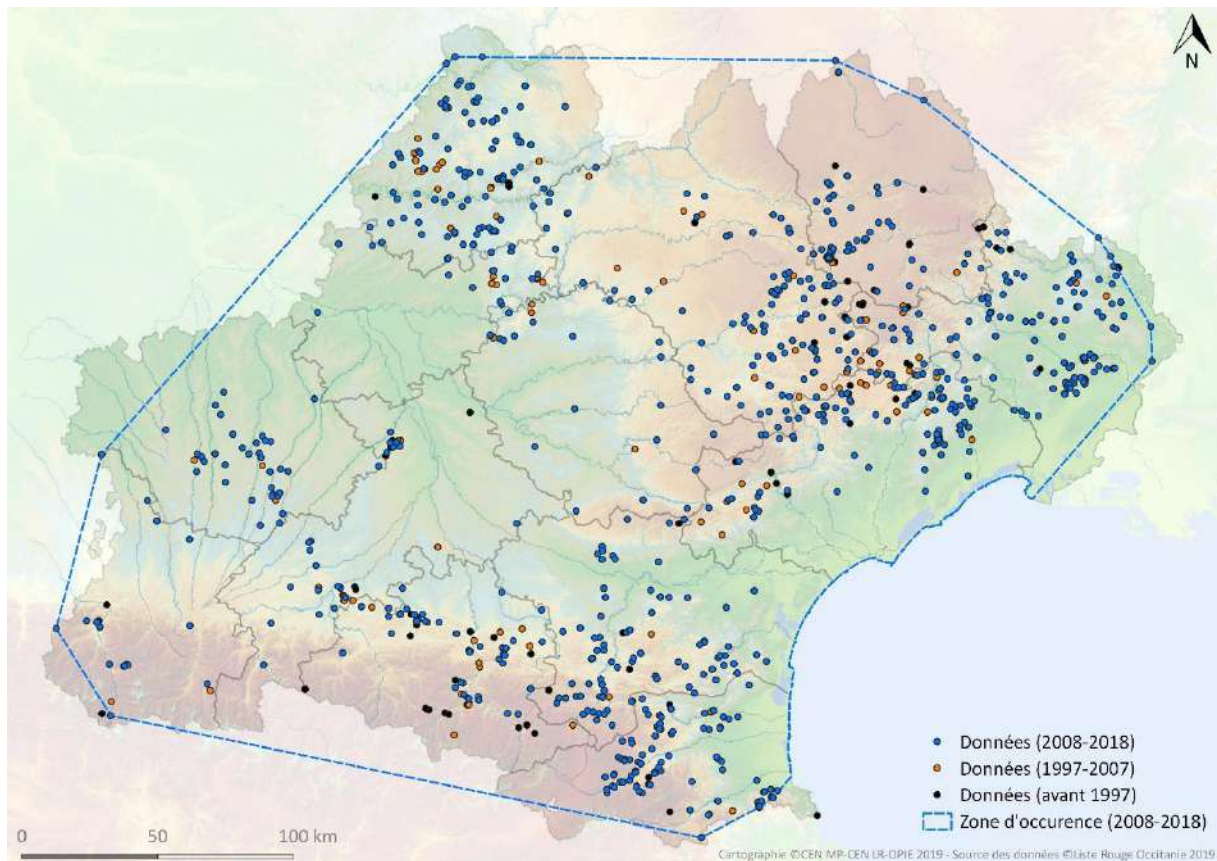 N
Données (2008-2018)
Données (1997-2007)
Données (avant 1997)
Zone d'occurence (2008-2018)
0 50 100 km
Cartographie ©CEN MP-CEN LR-OPIE 2019 - Source des données ©Liste Rouge Occitanie 2019